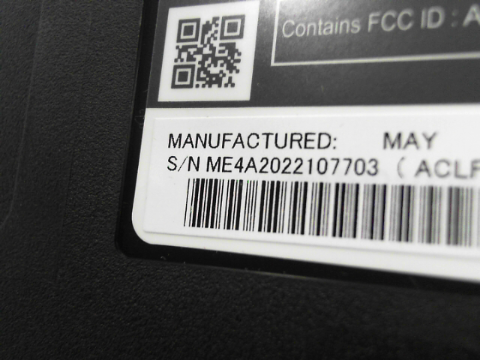 Contains FCC ID : A
MANUFACTURED: MAY
S/N ME4A2022107703 ( ACLF